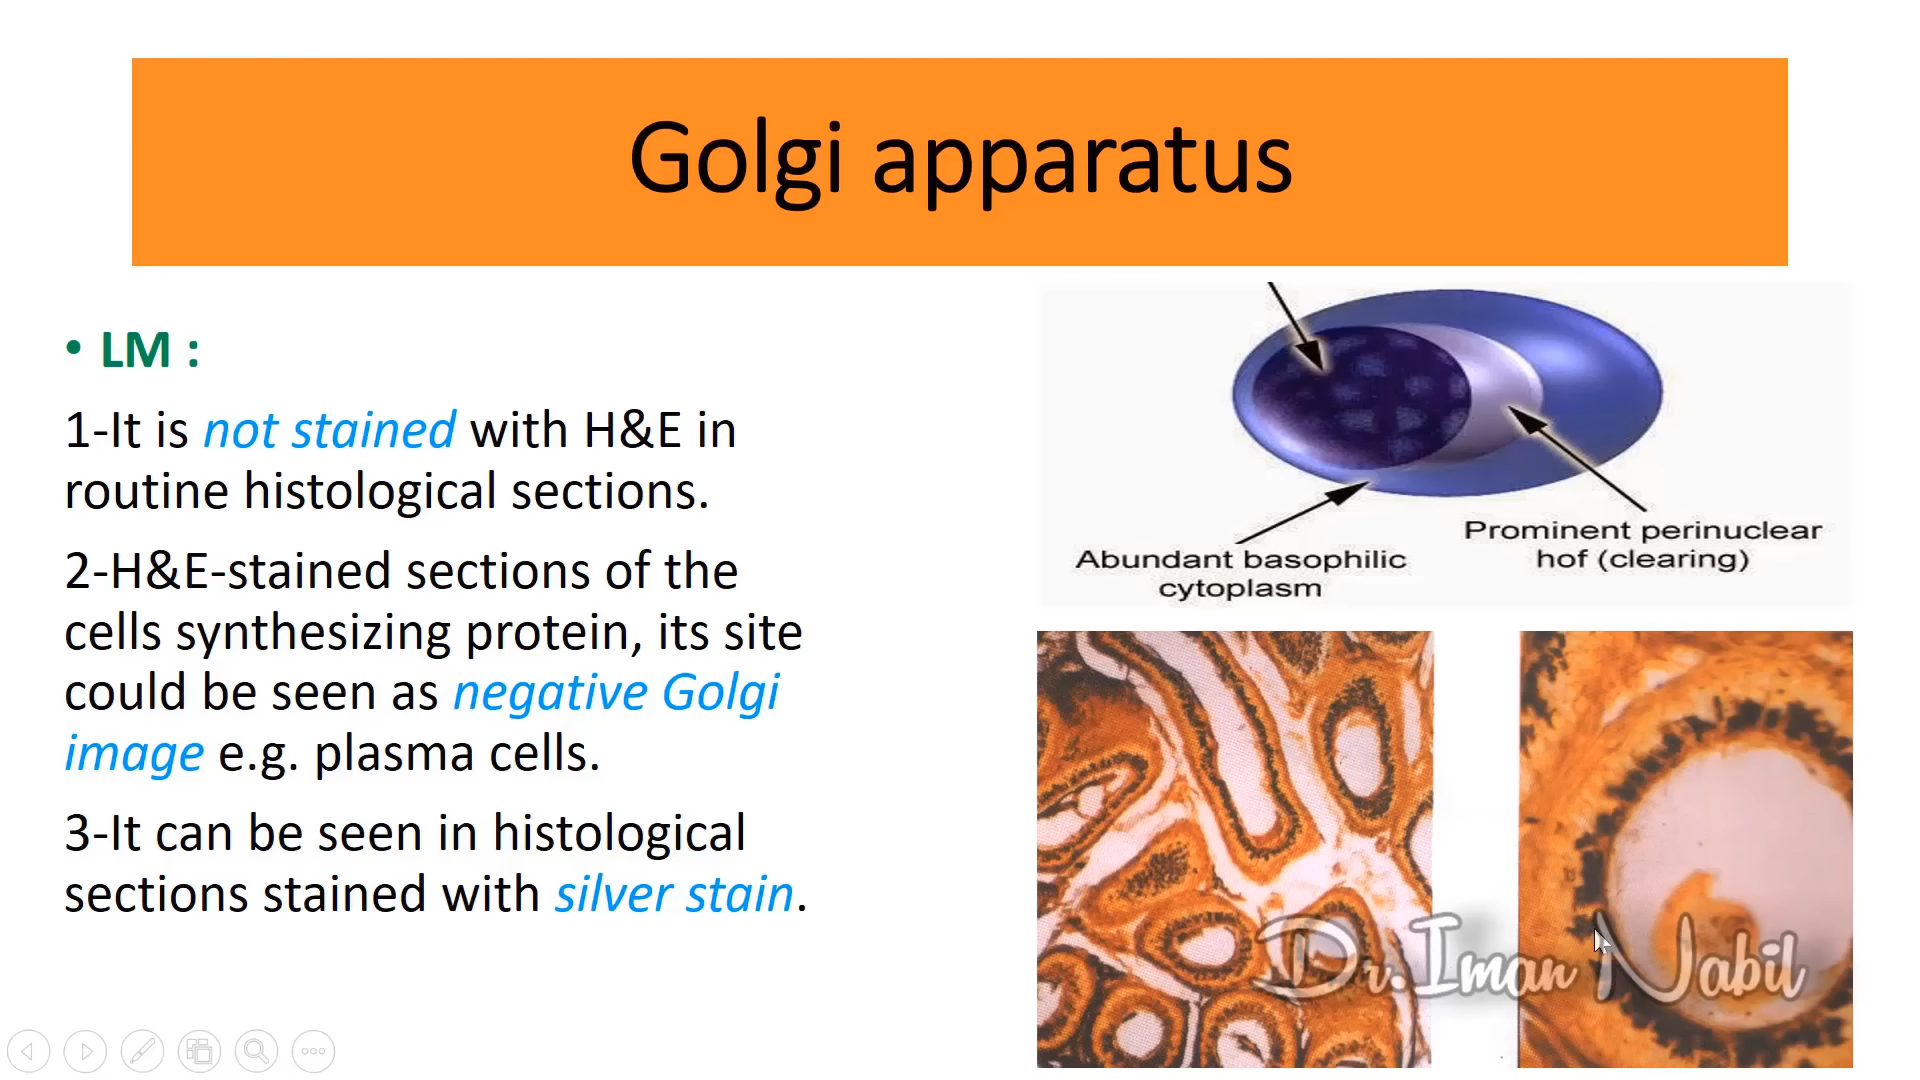 Golgi apparatus
• LM :
1-It is not stained with H&E in
routine histological sections.
2-H&E-stained sections of the
cells synthesizing protein, its site
could be seen as negative Golgi
image e.g. plasma cells.
3-It can be seen in histological
sections stained with silver stain.
Prominent perinuclear
hof (clearing)
Abundant basophilic
cytoplasm
Dr.Iman Nabil